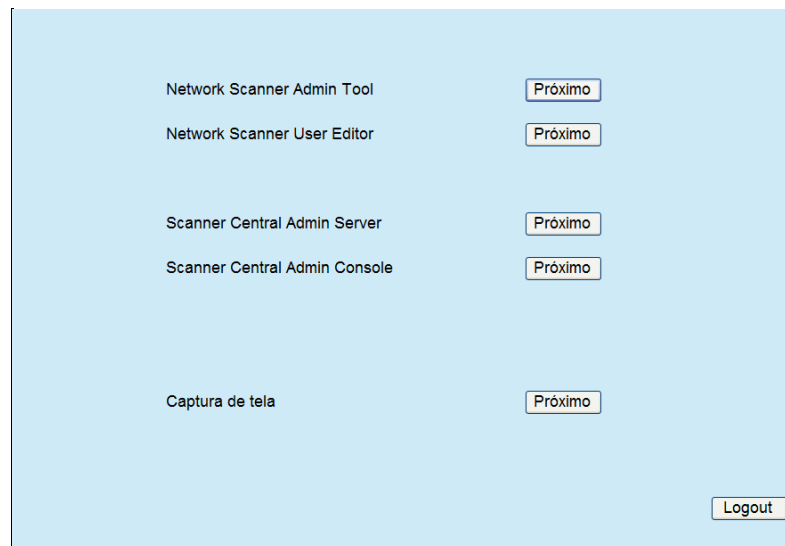 Network Scanner Admin Tool Próximo
Network Scanner User Editor Próximo
Scanner Central Admin Server Próximo
Scanner Central Admin Console Próximo
Captura de tela Próximo
Logout